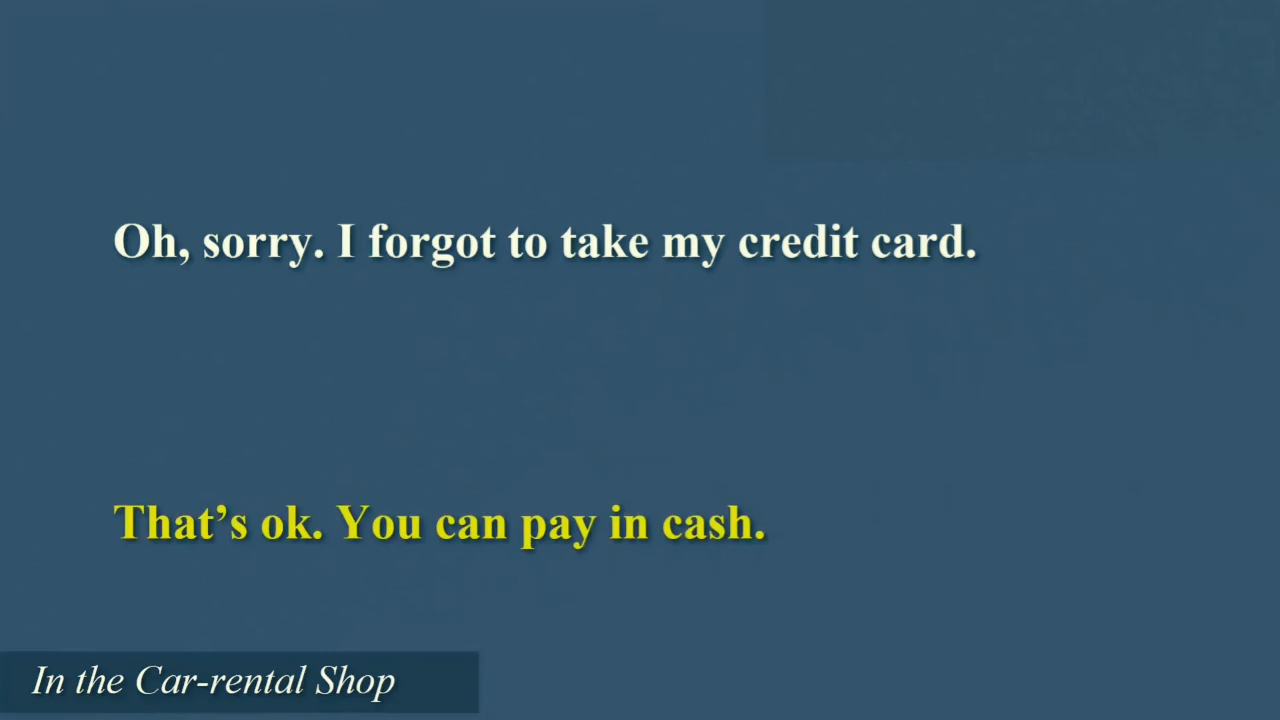 Oh, sorry. I forgot to take my credit card.
That’s ok. You can pay in cash.
In the Car-rental Shop